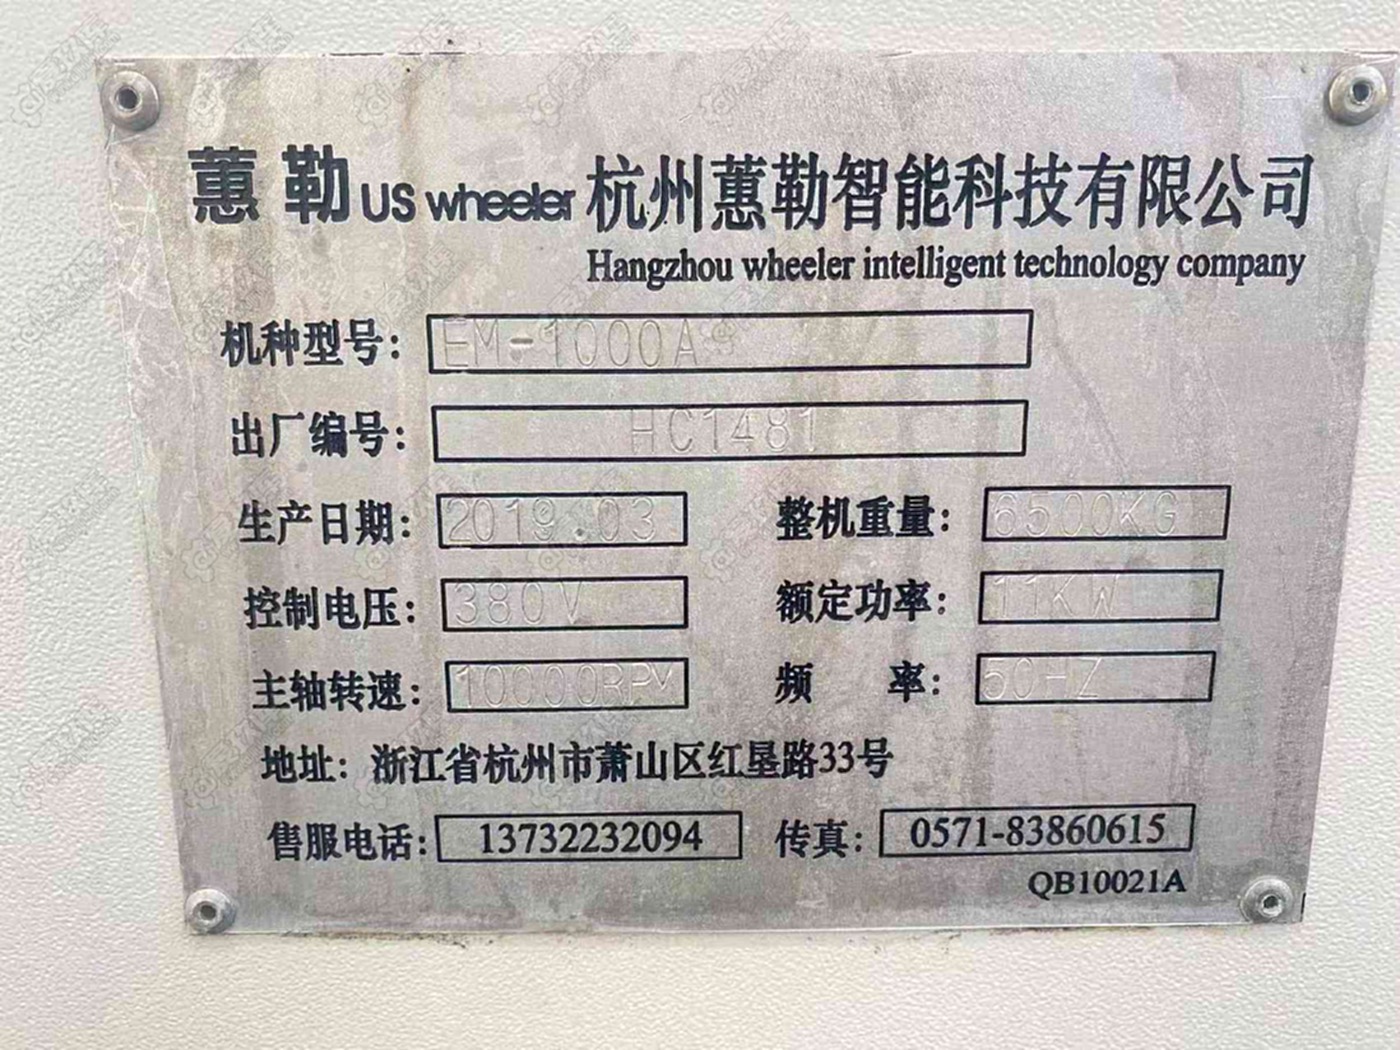 蕙勒 US wheeler 杭州蕙勒智能科技有限公司
Hangzhou wheeler intelligent technology company
机种型号: EM-1000A
出厂编号: HC1481
生产日期: 2019.03 整机重量: 6500KG
控制电压: 380V 额定功率: 11KW
主轴转速: 10000RPM 频 率: 50HZ
地址: 浙江省杭州市萧山区红垦路33号
售服电话: 13732232094 传真: 0571-83860615
QB10021A